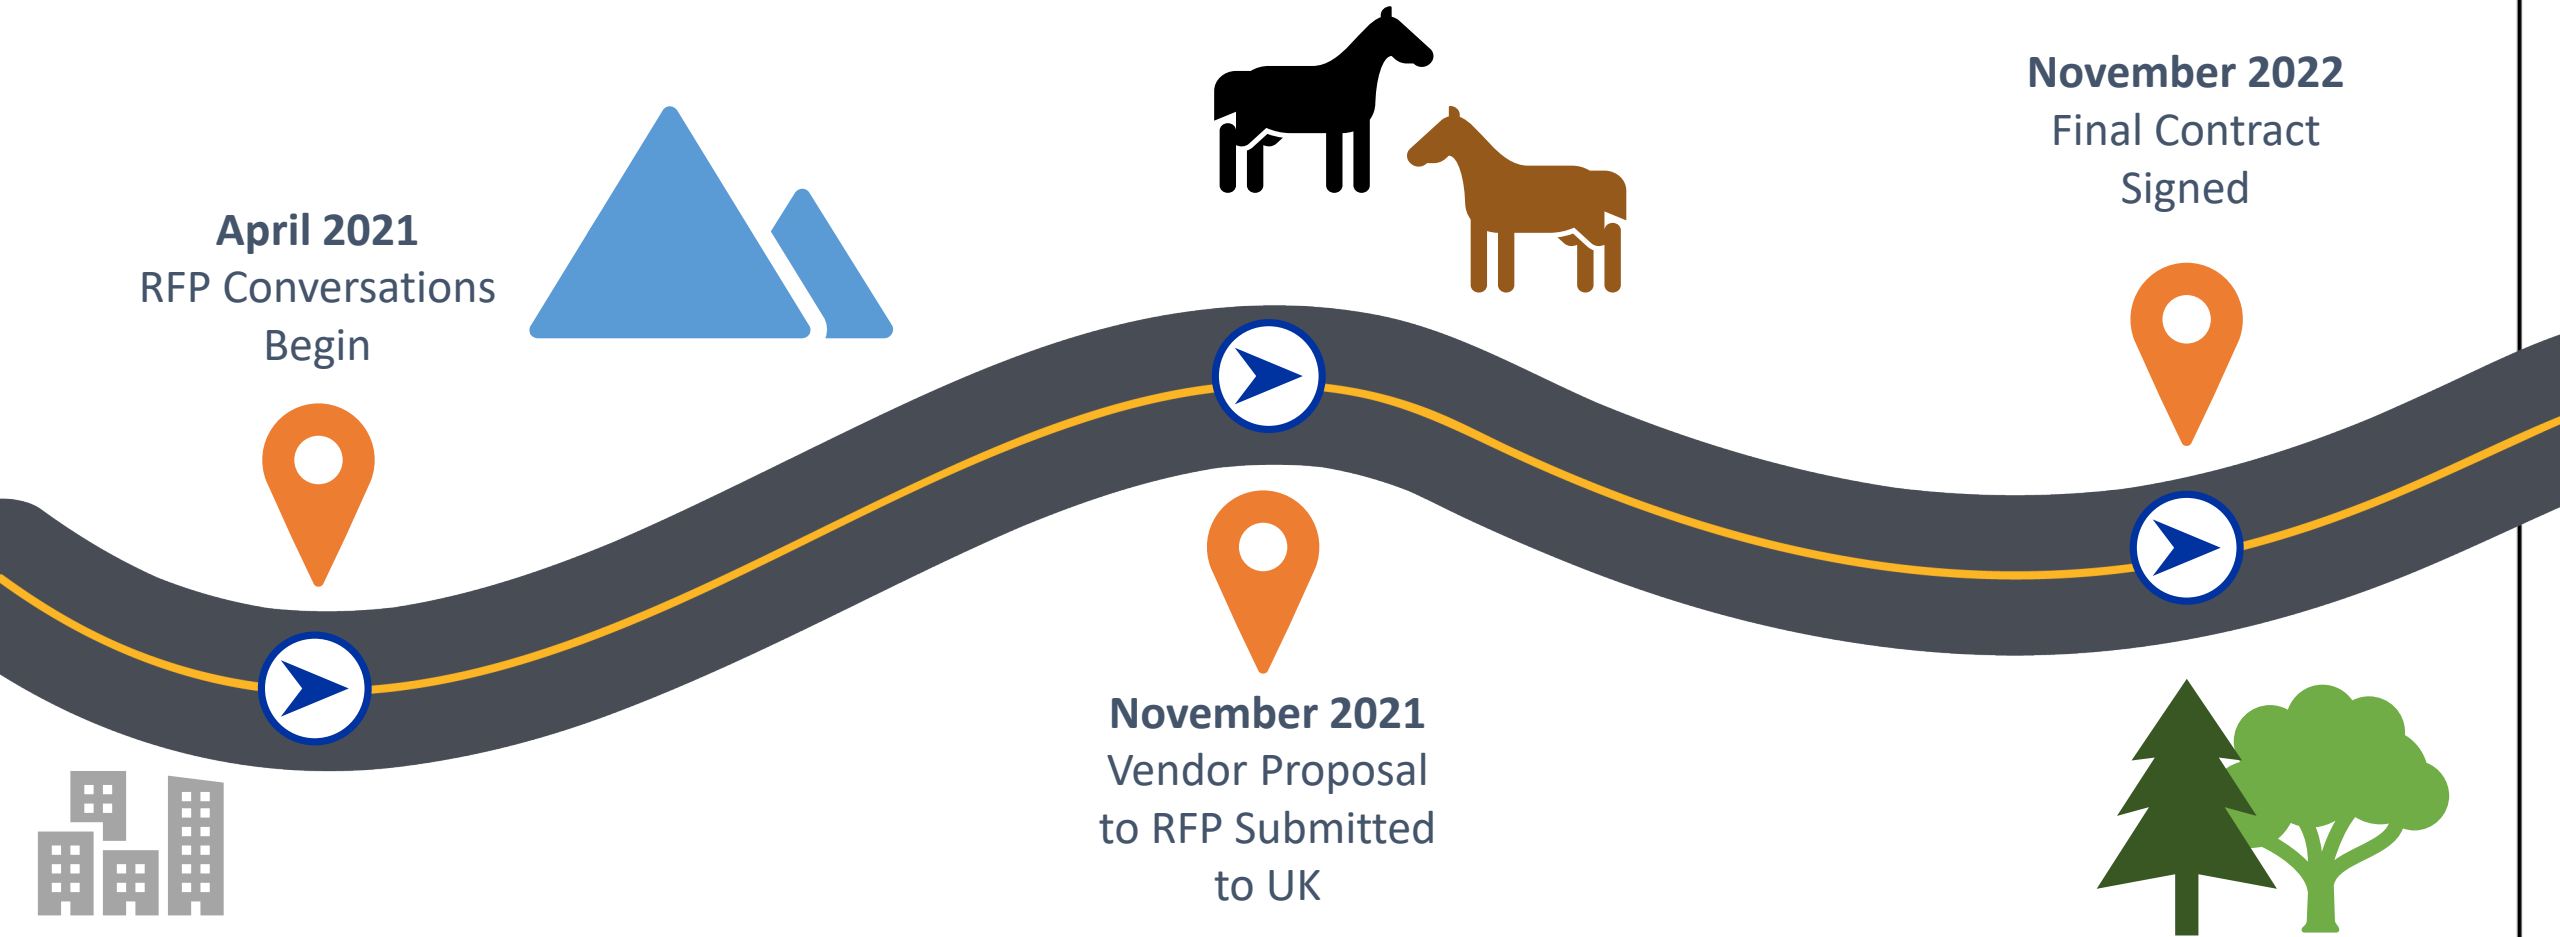 April 2021
RFP Conversations
Begin
November 2021
Vendor Proposal
to RFP Submitted
to UK
November 2022
Final Contract
Signed